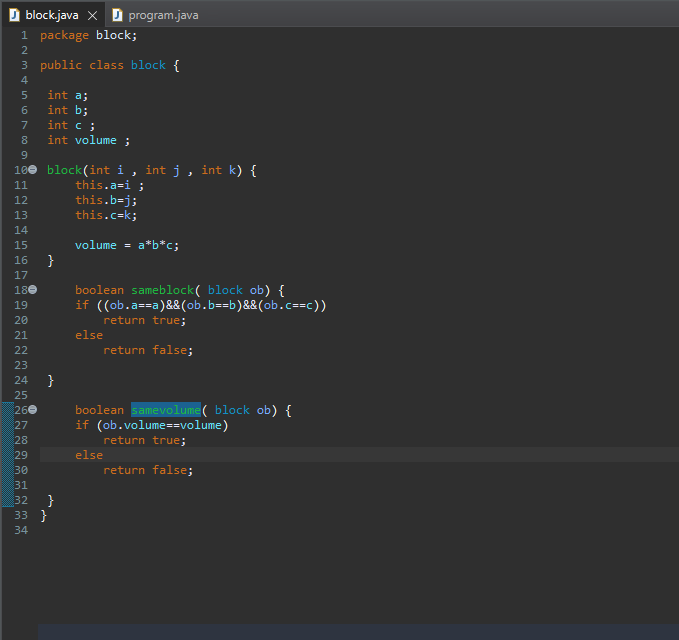 block.java program.java
1 package block;
2
3 public class block {
4
5 int a;
6 int b;
7 int c ;
8 int volume ;
9
10 block(int i , int j , int k) {
11 this.a=i ;
12 this.b=j;
13 this.c=k;
14
15 volume = a*b*c;
16 }
17
18 boolean sameblock( block ob) {
19 if ((ob.a==a)&&(ob.b==b)&&(ob.c==c))
20 return true;
21 else
22 return false;
23
24 }
25
26 boolean samevolume( block ob) {
27 if (ob.volume==volume)
28 return true;
29 else
30 return false;
31
32 }
33 }
34